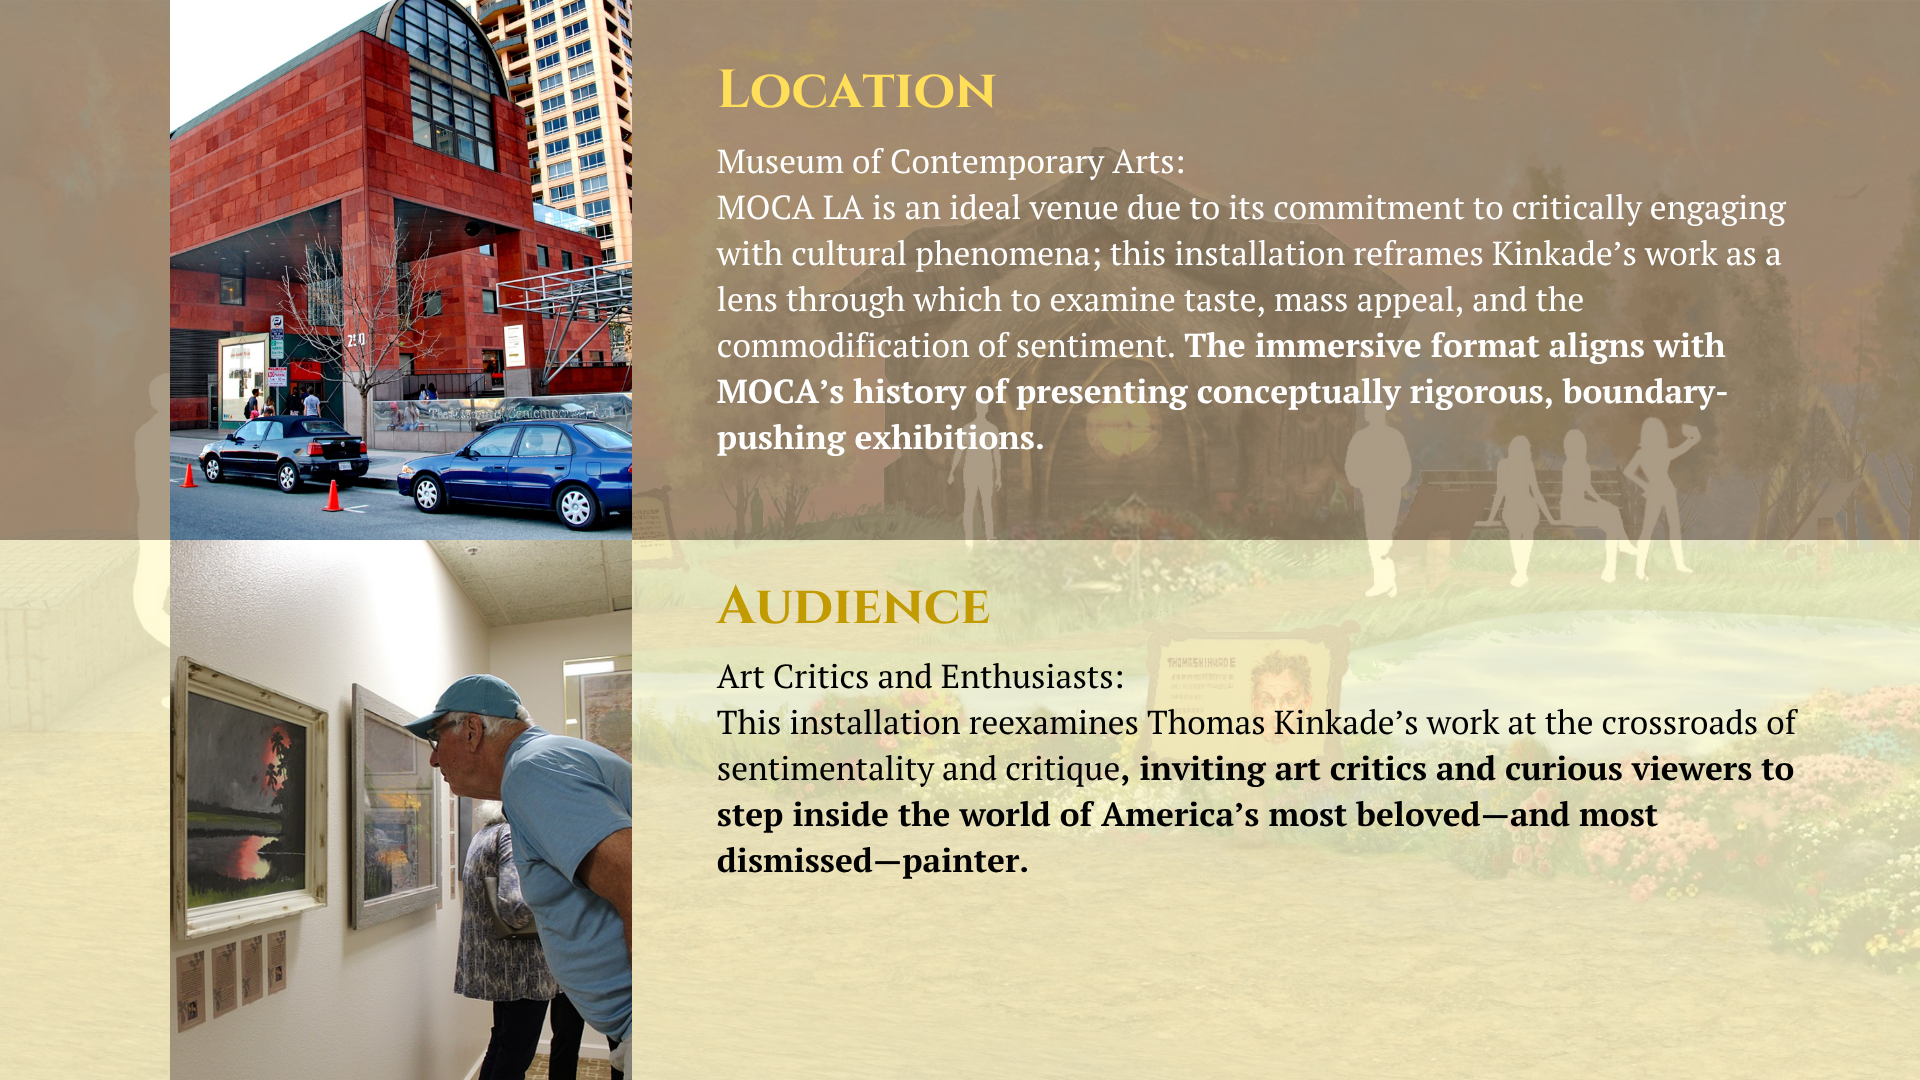 LOCATION
Museum of Contemporary Arts:
MOCA LA is an ideal venue due to its commitment to critically engaging
with cultural phenomena; this installation reframes Kinkade’s work as a
lens through which to examine taste, mass appeal, and the
commodification of sentiment. The immersive format aligns with
MOCA’s history of presenting conceptually rigorous, boundary-
pushing exhibitions.
AUDIENCE
Art Critics and Enthusiasts:
This installation reexamines Thomas Kinkade’s work at the crossroads of
sentimentality and critique, inviting art critics and curious viewers to
step inside the world of America’s most beloved—and most
dismissed—painter.
250
THOMAS KINKADE